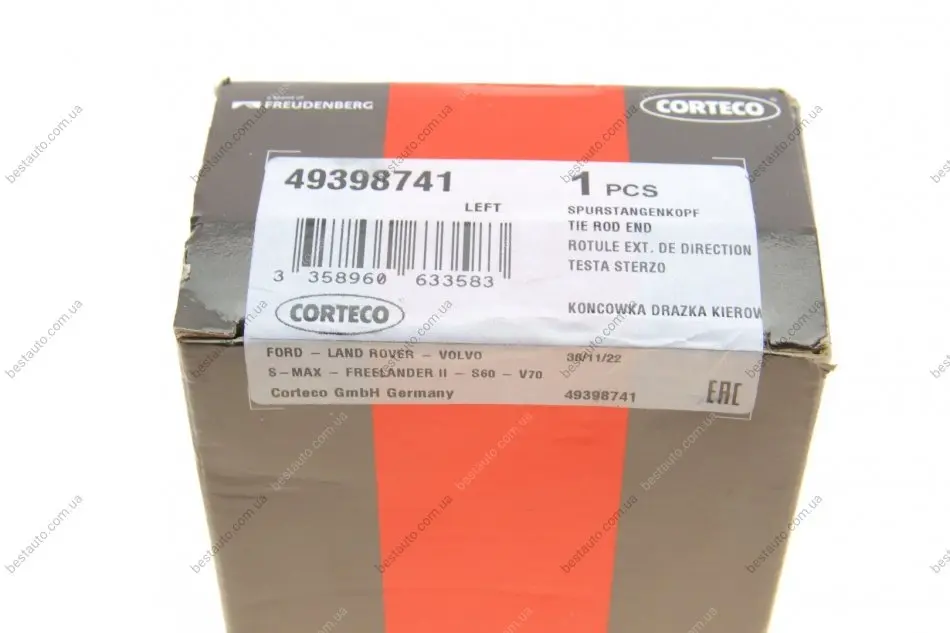 a brand of
FREUDENBERG
CORTECO
49398741
1 PCS
LEFT
SPURSTANGENKOPF
TIE ROD END
ROTULE EXT. DE DIRECTION
TESTA STERZO
3 358960 633583
CORTECO
KONCOWKA DRAZKA KIEROW
FORD - LAND ROVER - VOLVO
38/11/22
S-MAX - FREELANDER II - S60 - V70
Corteco GmbH Germany
49398741
EAC
bestauto.com.ua